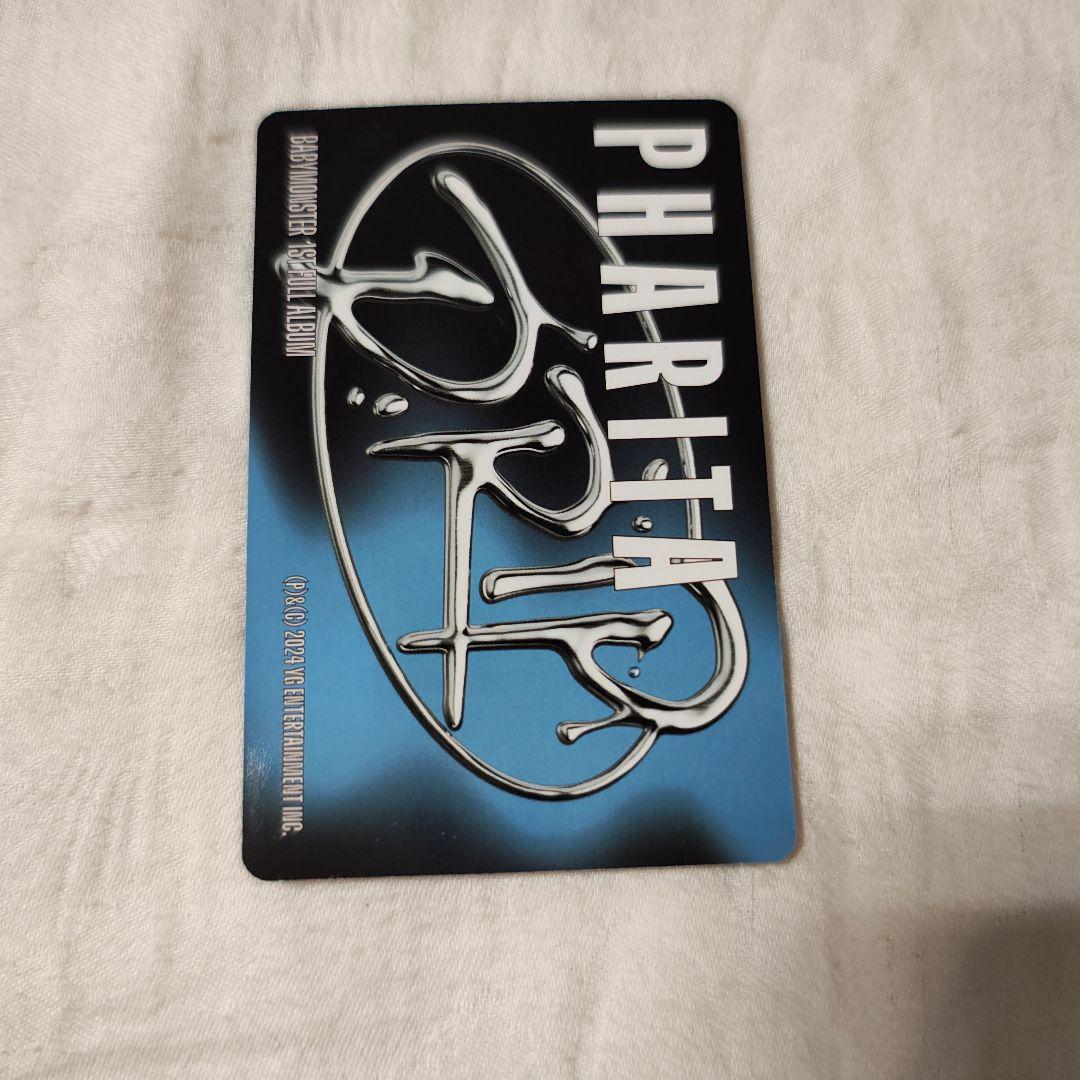 PHARITA
DRIP
BABYMONSTER 1ST FULL ALBUM
(P)&(C) 2024 YG ENTERTAINMENT INC.